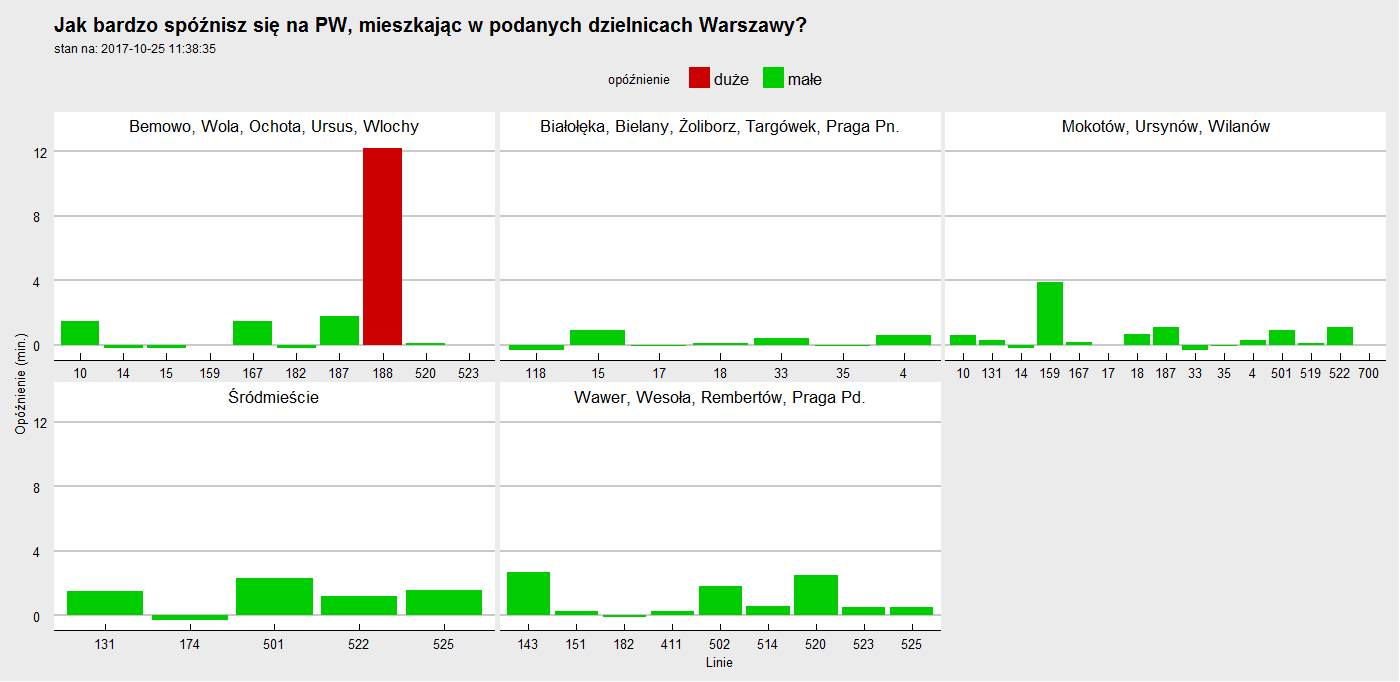 Jak bardzo spóźnisz się na PW, mieszkając w podanych dzielnicach Warszawy?
stan na: 2017-10-25 11:38:35
opóźnienie duże małe
Bemowo, Wola, Ochota, Ursus, Wlochy
Białołęka, Bielany, Żoliborz, Targówek, Praga Pn.
Mokotów, Ursynów, Wilanów
12
8
4
0
10 14 15 159 167 182 187 188 520 523
118 15 17 18 33 35 4
10 131 14 159 167 17 18 187 33 35 4 501 519 522 700
Opóźnienie (min.)
Śródmieście
Wawer, Wesoła, Rembertów, Praga Pd.
12
8
4
0
131 174 501 522 525
143 151 182 411 502 514 520 523 525
Linie